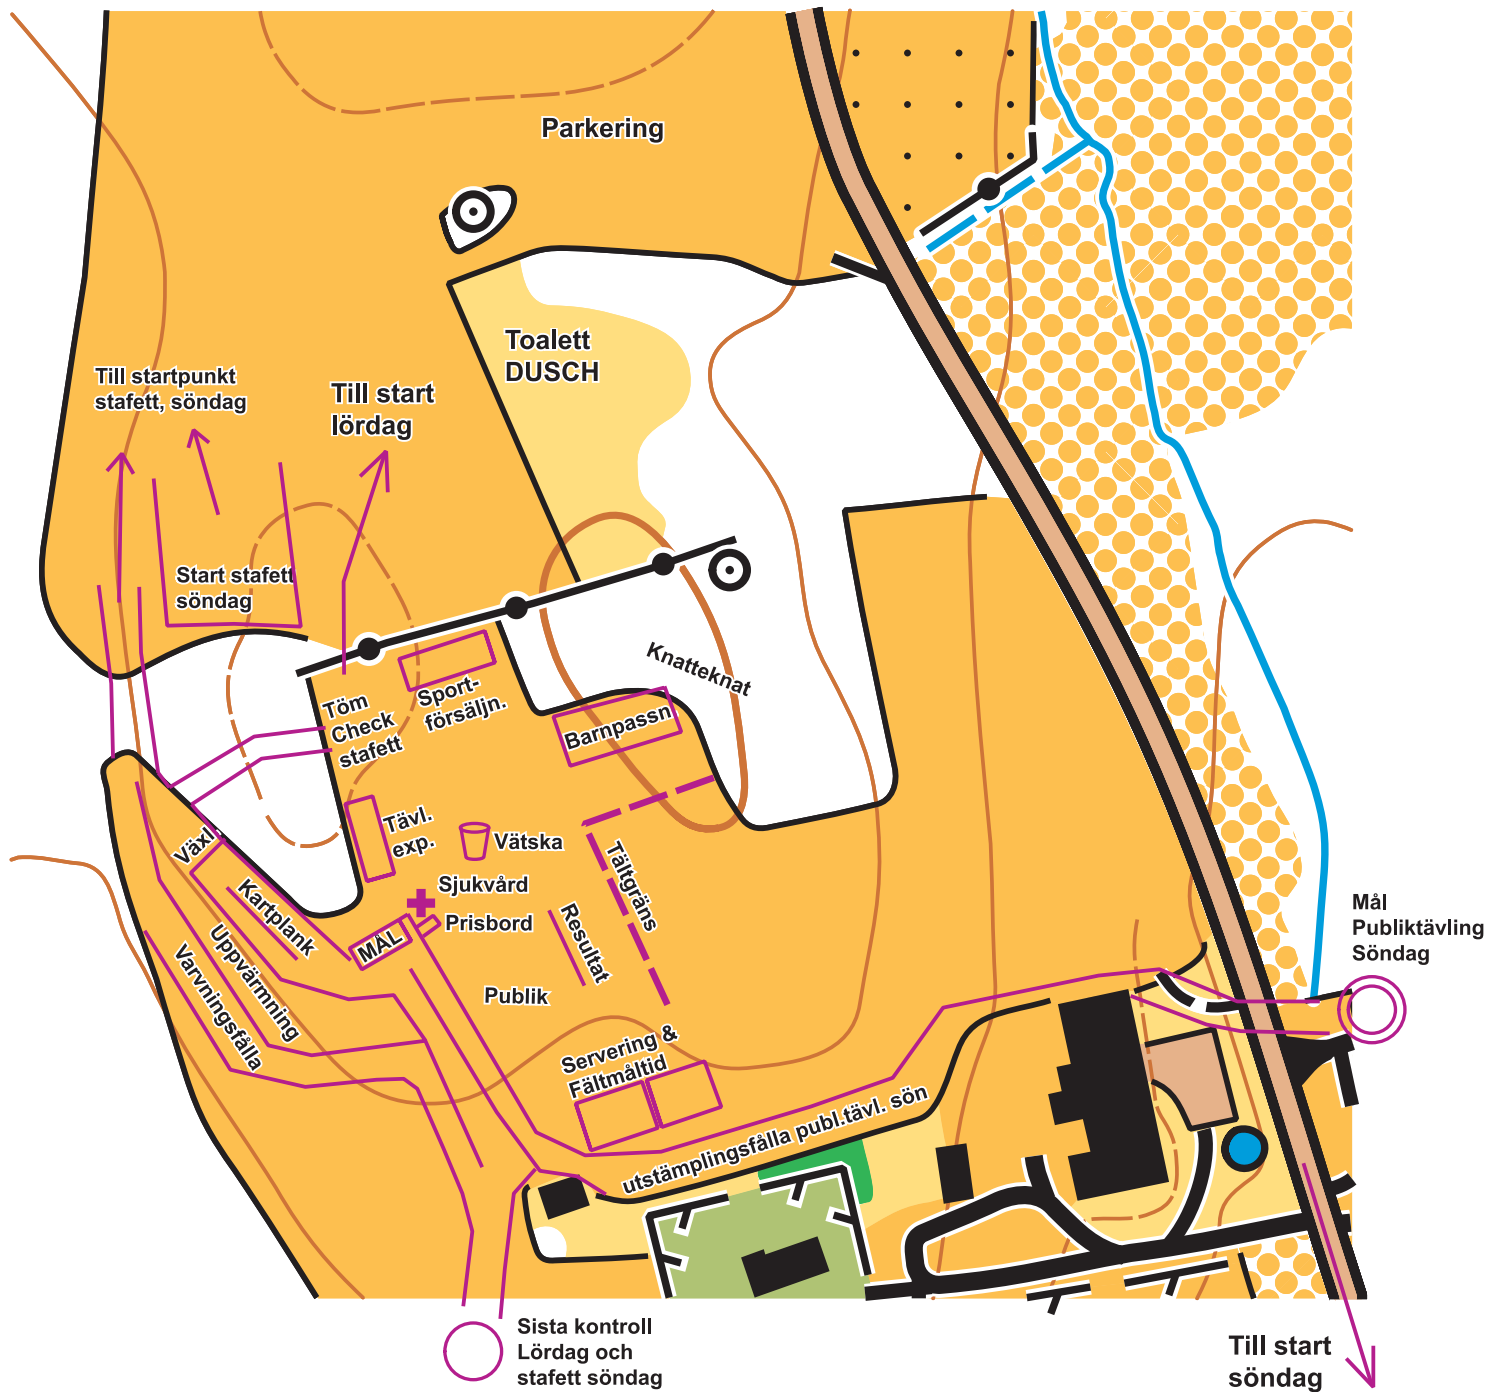 Parkering
Toalett
DUSCH
Till startpunkt
stafett, söndag
Till start
lördag
Start stafett
söndag
Knatteknat
Sport-
försäljn.
Töm
Check
stafett
Barnpassn
Tävl.
exp.
Vätska
Växl
Tältgräns
Sjukvård
Kartplank
Prisbord
MÅL
Resultat
Uppvärmning
Varvningsfålla
Publik
Mål
Publiktävling
Söndag
Servering &
Fältmåltid
utstämplingsfålla publ.tävl. sön
Sista kontroll
Lördag och
stafett söndag
Till start
söndag